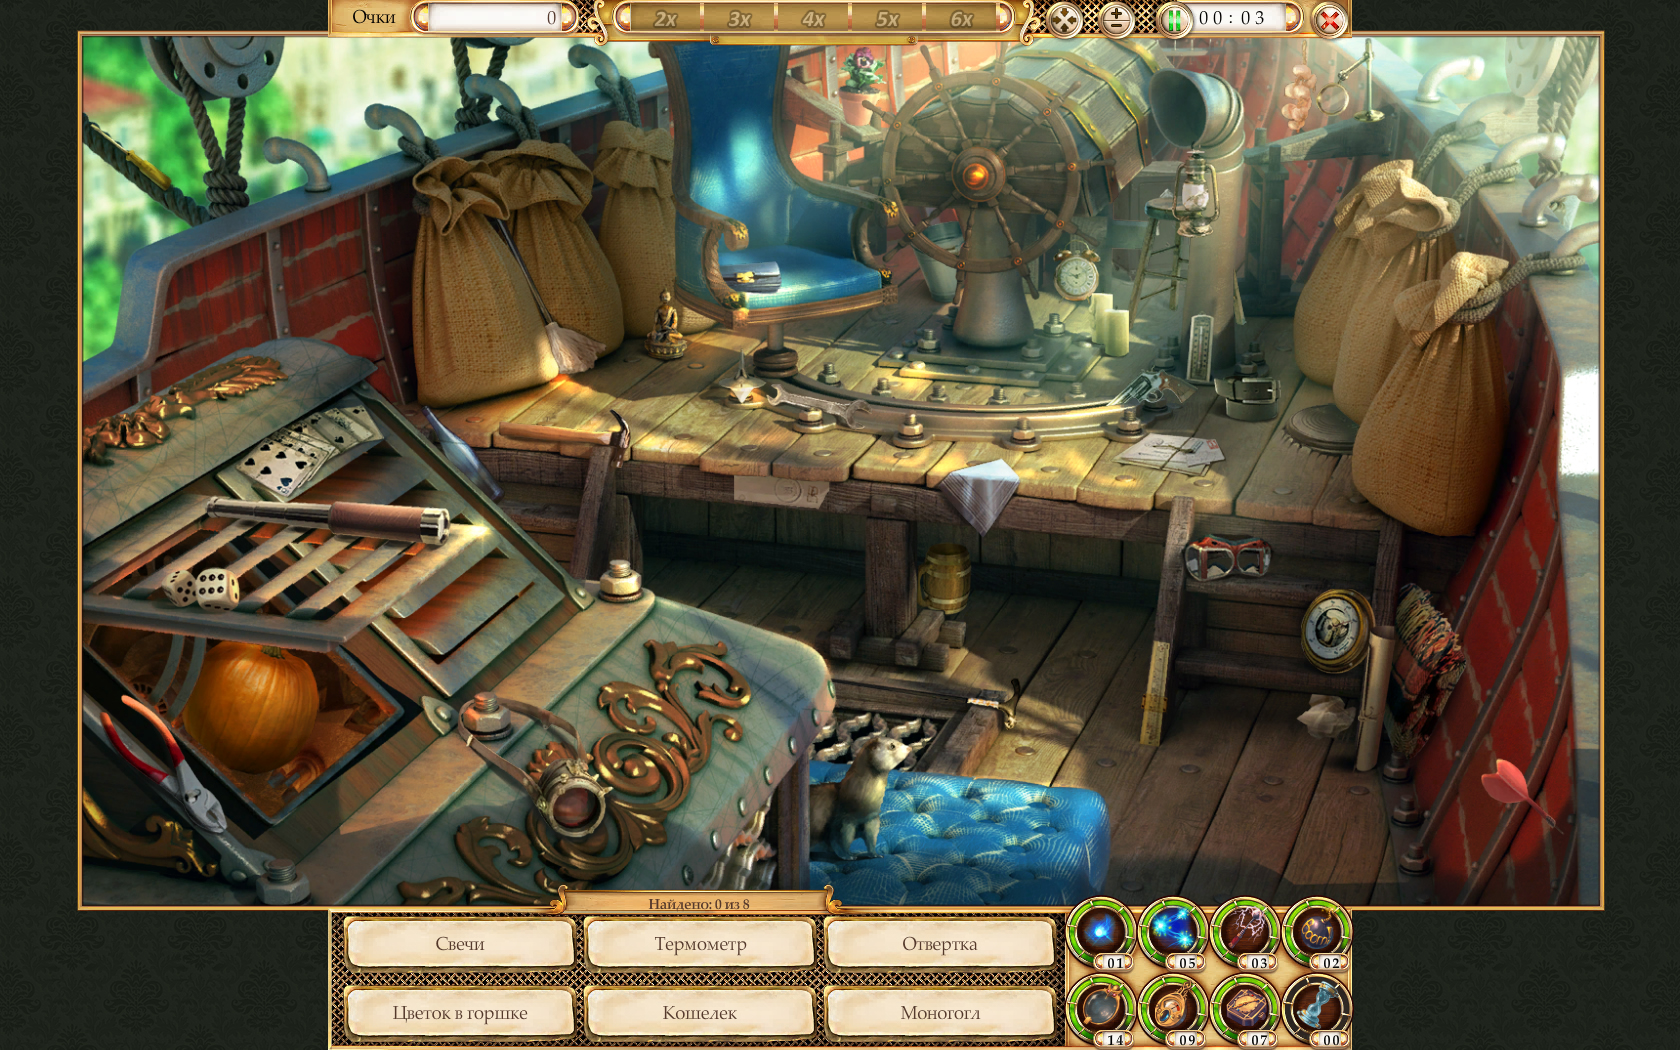 Очки 0 2x 3x 4x 5x 6x 00:03
Найдено: 0 из 8
Свечи Термометр Отвертка
01 05 03 02
Цветок в горшке Кошелек Моногогл
14 09 07 00